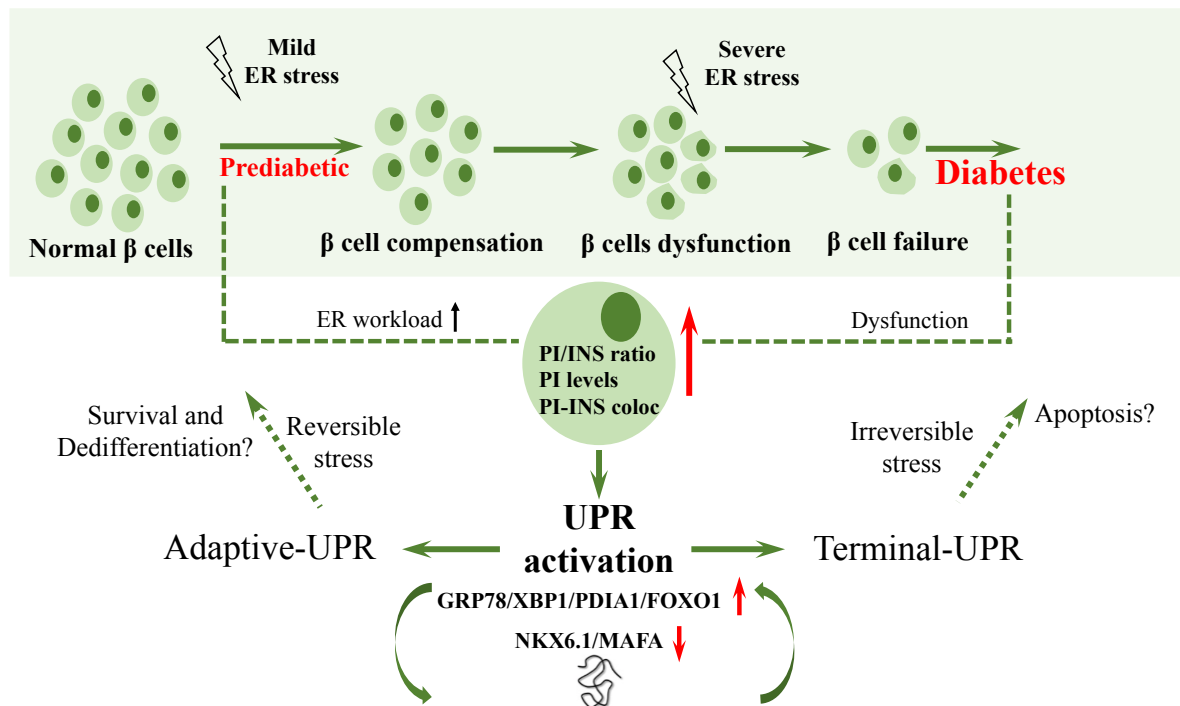 Mild
ER stress
Severe
ER stress
Prediabetic
Diabetes
Normal β cells
β cell compensation
β cells dysfunction
β cell failure
ER workload
Dysfunction
PI/INS ratio
PI levels
PI-INS coloc
Survival and
Dedifferentiation?
Reversible
stress
Irreversible
stress
Apoptosis?
Adaptive-UPR
UPR
activation
Terminal-UPR
GRP78/XBP1/PDIA1/FOXO1
NKX6.1/MAFA